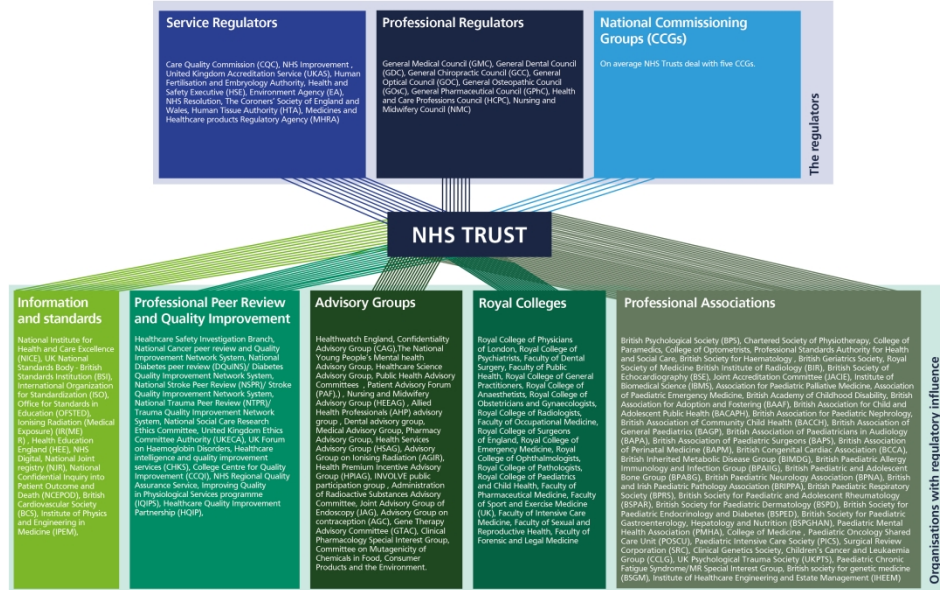 Service Regulators
Care Quality Commission (CQC), NHS Improvement ,
United Kingdom Accreditation Service (UKAS), Human
Fertilisation and Embryology Authority, Health and
Safety Executive (HSE), Environment Agency (EA),
NHS Resolution, The Coroners' Society of England and
Wales, Human Tissue Authority (HTA), Medicines and
Healthcare products Regulatory Agency (MHRA)
Professional Regulators
General Medical Council (GMC), General Dental Council
(GDC), General Chiropractic Council (GCC), General
Optical Council (GOC), General Osteopathic Council
(GOsC), General Pharmaceutical Council (GPhC), Health
and Care Professions Council (HCPC), Nursing and
Midwifery Council (NMC)
National Commissioning
Groups (CCGs)
On average NHS Trusts deal with five CCGs.
The regulators
NHS TRUST
Information
and standards
National Institute for
Health and Care Excellence
(NICE), UK National
Standards Body - British
Standards Institution (BSI),
International Organization
for Standardization (ISO),
Office for Standards in
Education (OFSTED),
Ionising Radiation (Medical
Exposure) (IR(ME
R) , Health Education
England (HEE), NHS
Digital, National Joint
registry (NJR), National
Confidential Inquiry into
Patient Outcome and
Death (NCEPOD), British
Cardiovascular Society
(BCS), Institute of Physics
and Engineering in
Medicine (IPEM),
Professional Peer Review
and Quality Improvement
Healthcare Safety Investigation Branch,
National Cancer peer review and Quality
Improvement Network System, National
Diabetes peer review (DQUINS)/ Diabetes
Quality Improvement Network System,
National Stroke Peer Review (NSPR)/ Stroke
Quality Improvement Network System,
National Trauma Peer Review (NTPR)/
Trauma Quality Improvement Network
System, National Social Care Research
Ethics Committee, United Kingdom Ethics
Committee Authority (UKECA), UK Forum
on Haemoglobin Disorders, Healthcare
intelligence and quality improvement
services (CHKS), College Centre for Quality
Improvement (CCQI), NHS Regional Quality
Assurance Service, Improving Quality
in Physiological Services programme
(IQIPS), Healthcare Quality Improvement
Partnership (HQIP),
Advisory Groups
Healthwatch England, Confidentiality
Advisory Group (CAG),The National
Young People's Mental health
Advisory Group, Healthcare Science
Advisory Group, Public Health Advisory
Committees , Patient Advisory Forum
(PAF).) , Nursing and Midwifery
Advisory Group (HEEAG) , Allied
Health Professionals (AHP) advisory
group , Dental advisory group,
Medical Advisory Group, Pharmacy
Advisory Group, Health Services
Advisory Group (HSAG), Advisory
Group on Ionising Radiation (AGIR),
Health Premium Incentive Advisory
Group (HPIAG), INVOLVE public
participation group , Administration
of Radioactive Substances Advisory
Committee, Joint Advisory Group of
Endoscopy (JAG), Advisory Group on
contraception (AGC), Gene Therapy
Advisory Committee (GTAC), Clinical
Pharmacology Special Interest Group,
Committee on Mutagenicity of
Chemicals in Food, Consumer
Products and the Environment.
Royal Colleges
Royal College of Physicians
of London, Royal College of
Psychiatrists, Faculty of Dental
Surgery, Faculty of Public
Health, Royal College of General
Practitioners, Royal College of
Anaesthetists, Royal College of
Obstetricians and Gynaecologists,
Royal College of Radiologists,
Faculty of Occupational Medicine,
Royal College of Surgeons
of England, Royal College of
Emergency Medicine, Royal
College of Ophthalmologists,
Royal College of Pathologists,
Royal College of Paediatrics
and Child Health, Faculty of
Pharmaceutical Medicine, Faculty
of Sport and Exercise Medicine
(UK), Faculty of Intensive Care
Medicine, Faculty of Sexual and
Reproductive Health, Faculty of
Forensic and Legal Medicine
Professional Associations
British Psychological Society (BPS), Chartered Society of Physiotherapy, College of
Paramedics, College of Optometrists, Professional Standards Authority for Health
and Social Care, British Society for Haematology , British Geriatrics Society, Royal
Society of Medicine British Institute of Radiology (BIR), British Society of
Echocardiography (BSE), Joint Accreditation Committee (JACIE), Institute of
Biomedical Science (IBMS), Association for Paediatric Palliative Medicine, Association
of Paediatric Emergency Medicine, British Academy of Childhood Disability, British
Association for Adoption and Fostering (BAAF), British Association for Child and
Adolescent Public Health (BACAPH), British Association for Paediatric Nephrology,
British Association of Community Child Health (BACCH), British Association of
General Paediatrics (BAGP), British Association of Paediatricians in Audiology
(BAPA), British Association of Paediatric Surgeons (BAPS), British Association
of Perinatal Medicine (BAPM), British Congenital Cardiac Association (BCCA),
British Inherited Metabolic Disease Group (BIMDG), British Paediatric Allergy
Immunology and Infection Group (BPAIIG), British Paediatric and Adolescent
Bone Group (BPABG), British Paediatric Neurology Association (BPNA), British
and Irish Paediatric Pathology Association (BRIPPA), British Paediatric Respiratory
Society (BPRS), British Society for Paediatric and Adolescent Rheumatology
(BSPAR), British Society for Paediatric Dermatology (BSPD), British Society for
Paediatric Endocrinology and Diabetes (BSPED), British Society for Paediatric
Gastroenterology, Hepatology and Nutrition (BSPGHAN), Paediatric Mental
Health Association (PMHA), College of Medicine , Paediatric Oncology Shared
Care Unit (POSCU), Paediatric Intensive Care Society (PICS), Surgical Review
Corporation (SRC), Clinical Genetics Society, Children's Cancer and Leukaemia
Group (CCLG), UK Psychological Trauma Society (UKPTS), Paediatric Chronic
Fatigue Syndrome/MR Special Interest Group, British society for genetic medicine
(BSGM), Institute of Healthcare Engineering and Estate Management (IHEEM)
Organisations with regulatory influence